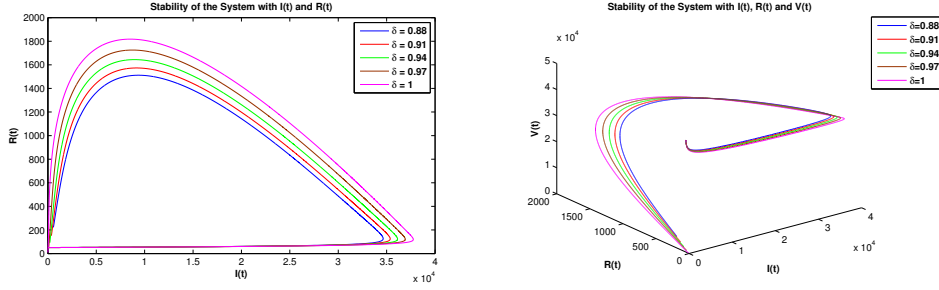 Stability of the System with I(t) and R(t)
2000
1800
1600
1400
1200
1000
800
600
400
200
0
R(t)
0 0.5 1 1.5 2 2.5 3 3.5 4
I(t)
x 10^4
δ = 0.88
δ = 0.91
δ = 0.94
δ = 0.97
δ = 1
Stability of the System with I(t), R(t) and V(t)
x 10^4
5
4
3
2
1
0
V(t)
2000
1500
1000
500
0
R(t)
0
1
2
3
4
x 10^4
I(t)
δ=0.88
δ=0.91
δ=0.94
δ=0.97
δ=1